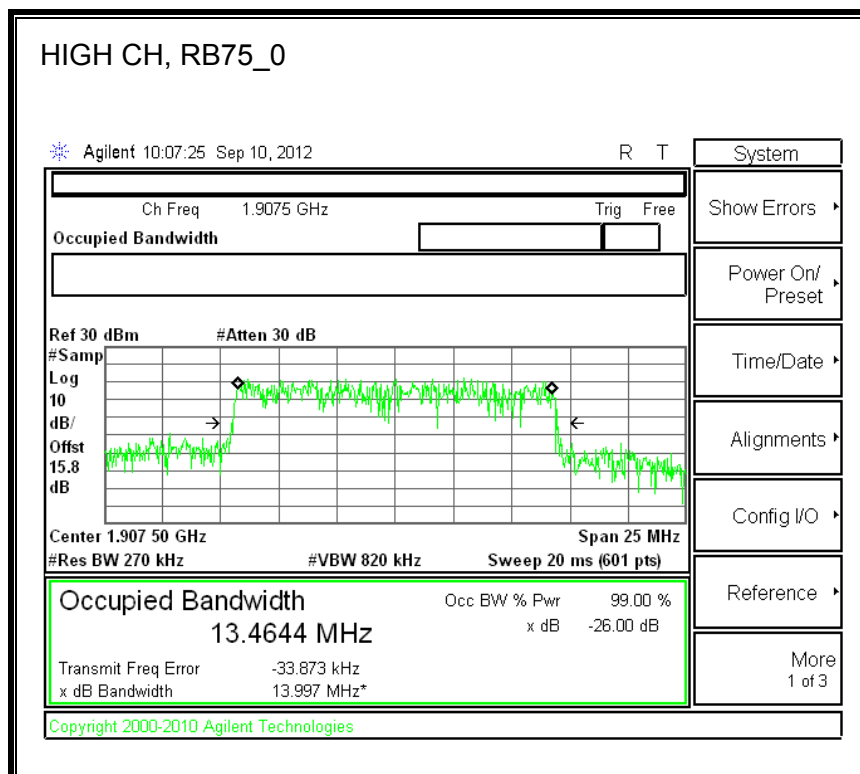 HIGH CH, RB75_0
Agilent 10:07:25 Sep 10, 2012 R T System
Ch Freq 1.9075 GHz Trig Free
Occupied Bandwidth
Show Errors
Power On/
Preset
Ref 30 dBm #Atten 30 dB
#Samp
Log
10
dB/
Offst
15.8
dB
Time/Date
Alignments
Config I/O
Center 1.907 50 GHz Span 25 MHz
#Res BW 270 kHz #VBW 820 kHz Sweep 20 ms (601 pts)
Occupied Bandwidth Occ BW % Pwr 99.00 %
13.4644 MHz x dB -26.00 dB
Transmit Freq Error -33.873 kHz
x dB Bandwidth 13.997 MHz*
Reference
More
1 of 3
Copyright 2000-2010 Agilent Technologies